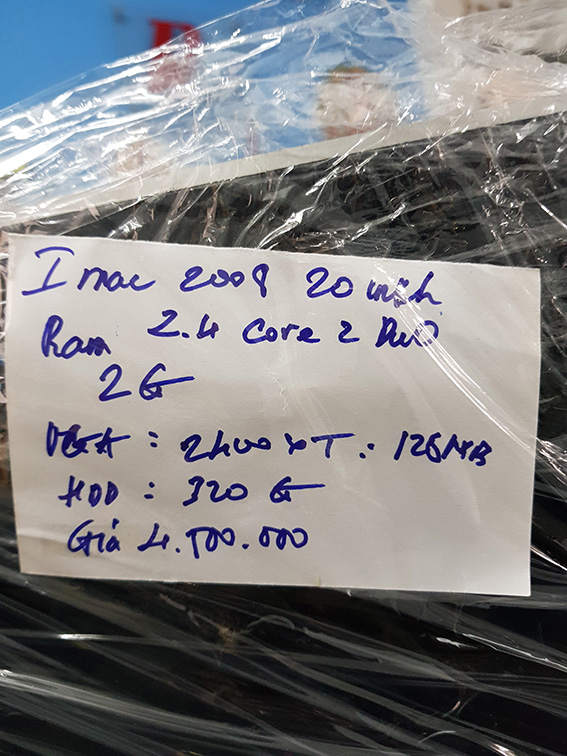 Imac 2008 20 inch
Ram 2.4 Core 2 DuO
2G
VGA : 2400 XT : 128MB
HDD : 320 G
Giá 4.500.000